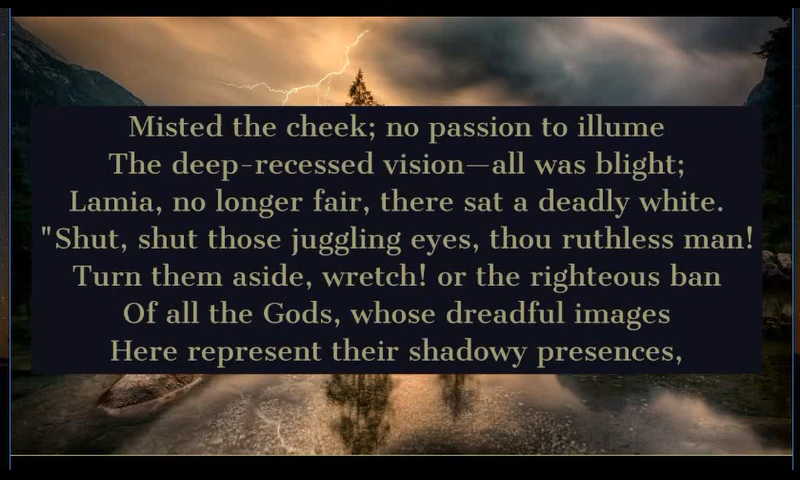 Misted the cheek; no passion to illume
The deep-recessed vision—all was blight;
Lamia, no longer fair, there sat a deadly white.
"Shut, shut those juggling eyes, thou ruthless man!
Turn them aside, wretch! or the righteous ban
Of all the Gods, whose dreadful images
Here represent their shadowy presences,